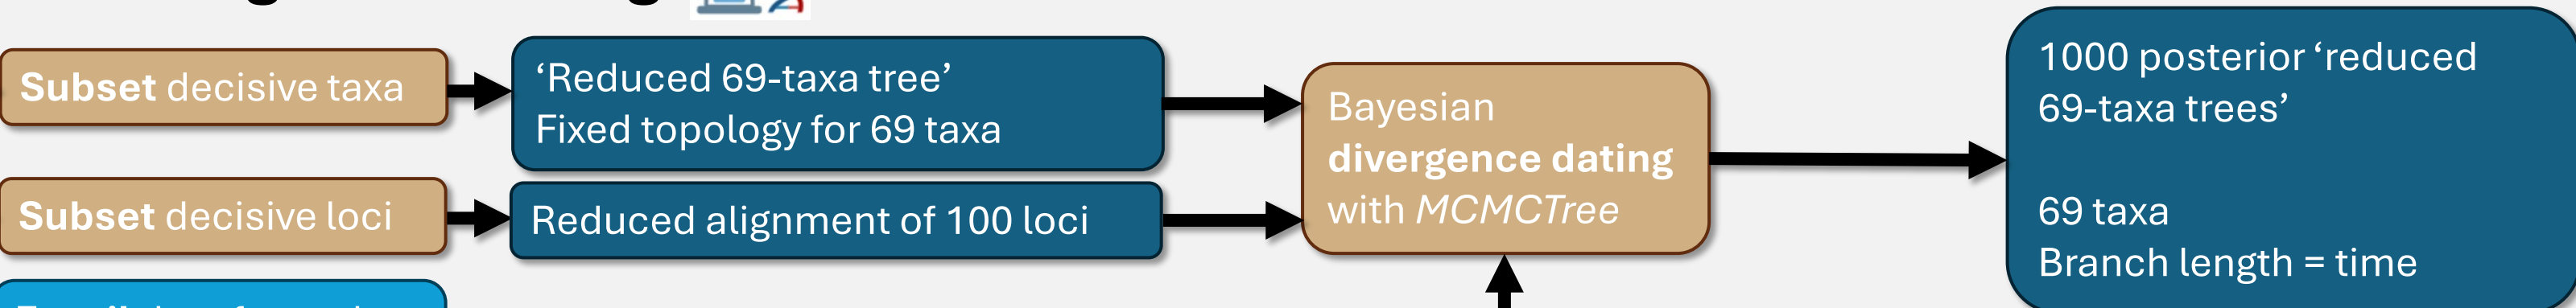 Subset decisive taxa
‘Reduced 69-taxa tree’
Fixed topology for 69 taxa
Subset decisive loci
Reduced alignment of 100 loci
Bayesian
divergence dating
with MCMCTree
1000 posterior ‘reduced
69-taxa trees’
69 taxa
Branch length = time